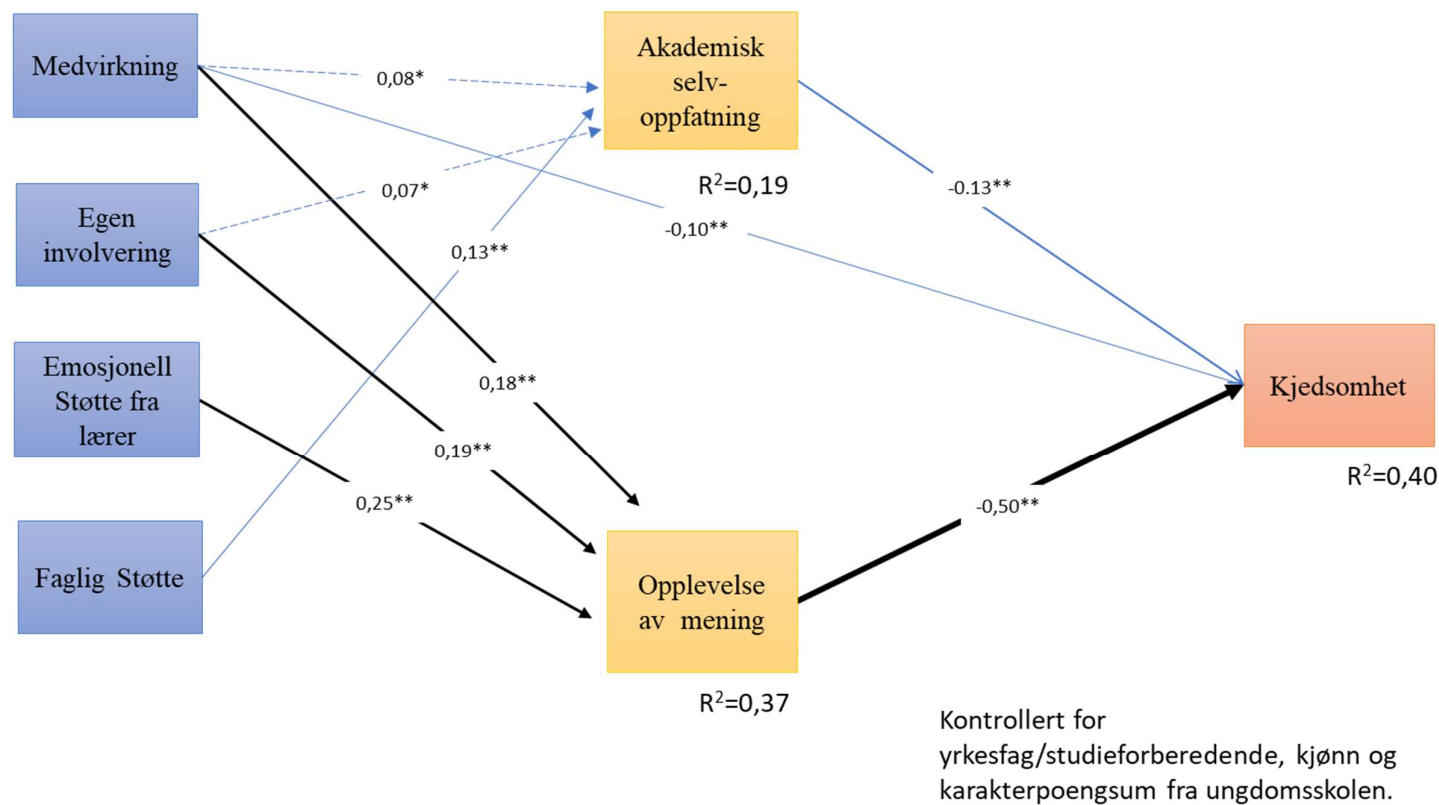 Medvirkning
Egen
involvering
Emosjonell
Støtte fra
lærer
Faglig Støtte
0,08*
0,07*
0,13**
0,18**
0,19**
0,25**
Akademisk
selv-
oppfatning
R²=0,19
Opplevelse
av mening
R²=0,37
-0.13**
-0,10**
-0,50**
Kjedsomhet
R²=0,40
Kontrollert for
yrkesfag/studieforberedende, kjønn og
karakterpoengsum fra ungdomsskolen.